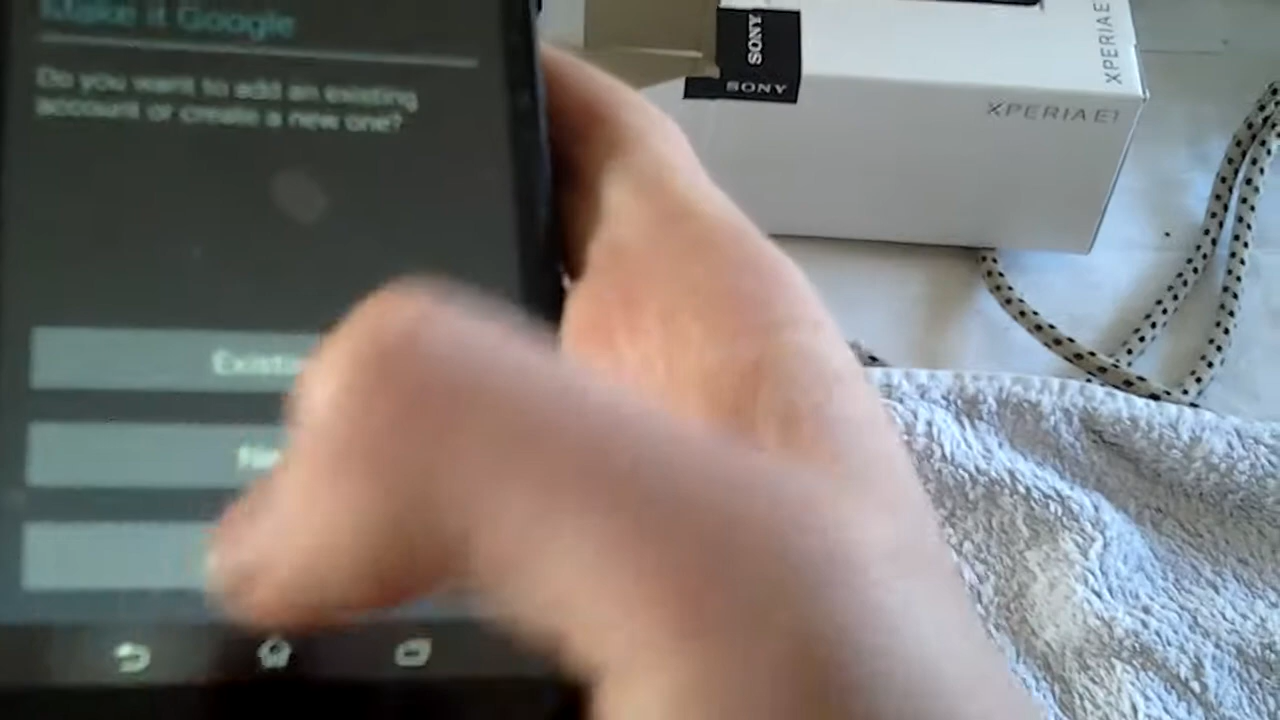 Make it Google
Do you want to add an existing
account or create a new one?
SONY
SONY
XPERIA E1
XPERIA